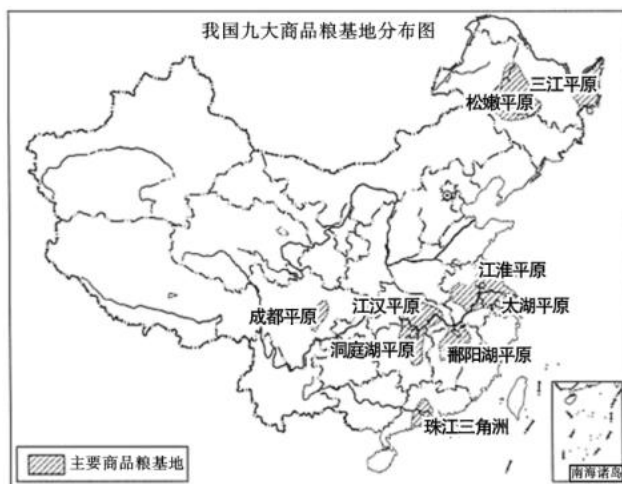 我国九大商品粮基地分布图
三江平原
松嫩平原
江淮平原
江汉平原
太湖平原
成都平原
洞庭湖平原
鄱阳湖平原
珠江三角洲
主要商品粮基地
南海诸岛